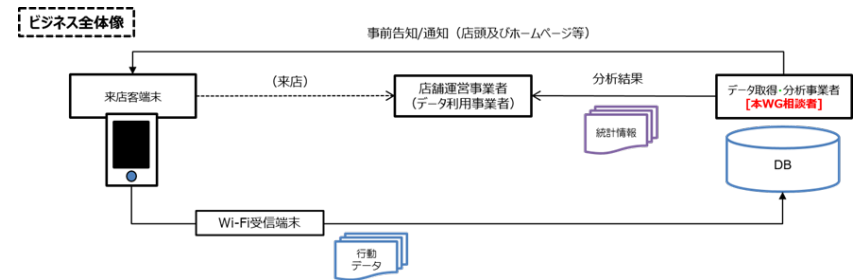 ビジネス全体像
事前告知/通知（店頭及びホームページ等）
来店客端末
（来店）
店舗運営事業者
（データ利用事業者）
分析結果
データ取得・分析事業者
[本WG相談者]
統計情報
DB
Wi-Fi受信端末
行動
データ